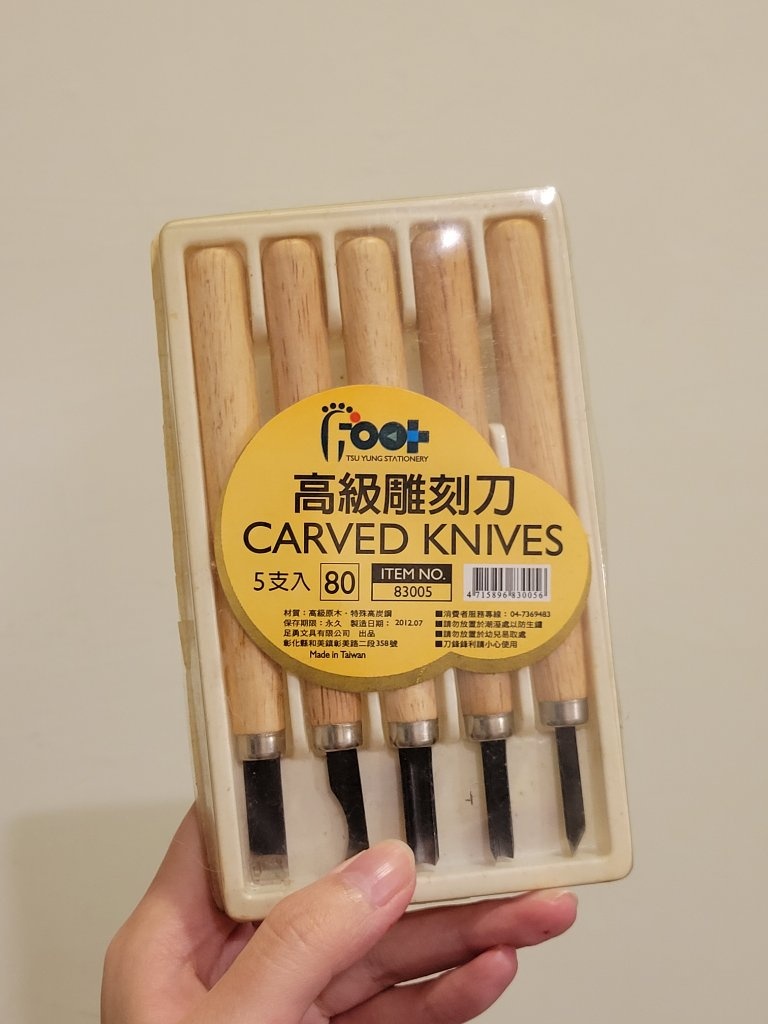 Foot
TSU YUNG STATIONERY
高級雕刻刀
CARVED KNIVES
5支入 80 ITEM NO. 83005
4 715896 830056
材質：高級原木‧特殊高炭鋼
保存期限：永久 製造日期： 2012.07
足勇文具有限公司 出品
彰化縣和美鎮彰美路二段358號
Made in Taiwan
■消費者服務專線：04-7369483
■請勿放置於潮溼處以防生鏽
■請勿放置於幼兒易取處
■刀鋒鋒利請小心使用